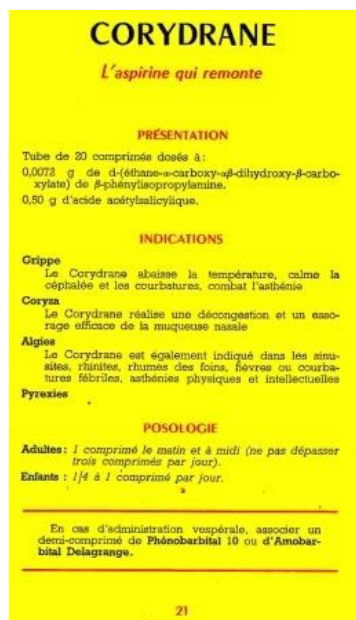 CORYDRANE
L'aspirine qui remonte
PRÉSENTATION
Tube de 20 comprimés dosés à :
0,0072 g de d-(éthane-α-carboxy-αβ-dihydroxy-β-carbo-
xylate) de β-phénylisopropylamine.
0,50 g d'acide acétylsalicylique.
INDICATIONS
Grippe
Le Corydrane abaisse la température, calme la
céphalée et les courbatures, combat l'asthénie
Coryza
Le Corydrane réalise une décongestion et un esso-
rage efficace de la muqueuse nasale
Algies
Le Corydrane est également indiqué dans les sinu-
sites, rhinites, rhumes des foins, fièvres ou courba-
tures fébriles, asthénies physiques et intellectuelles
Pyrexies
POSOLOGIE
Adultes : 1 comprimé le matin et à midi (ne pas dépasser
trois comprimés par jour).
Enfants : 1/4 à 1 comprimé par jour.
En cas d'administration vespérale, associer un
demi-comprimé de Phénobarbital 10 ou d'Amobar-
bital Delagrange.
21